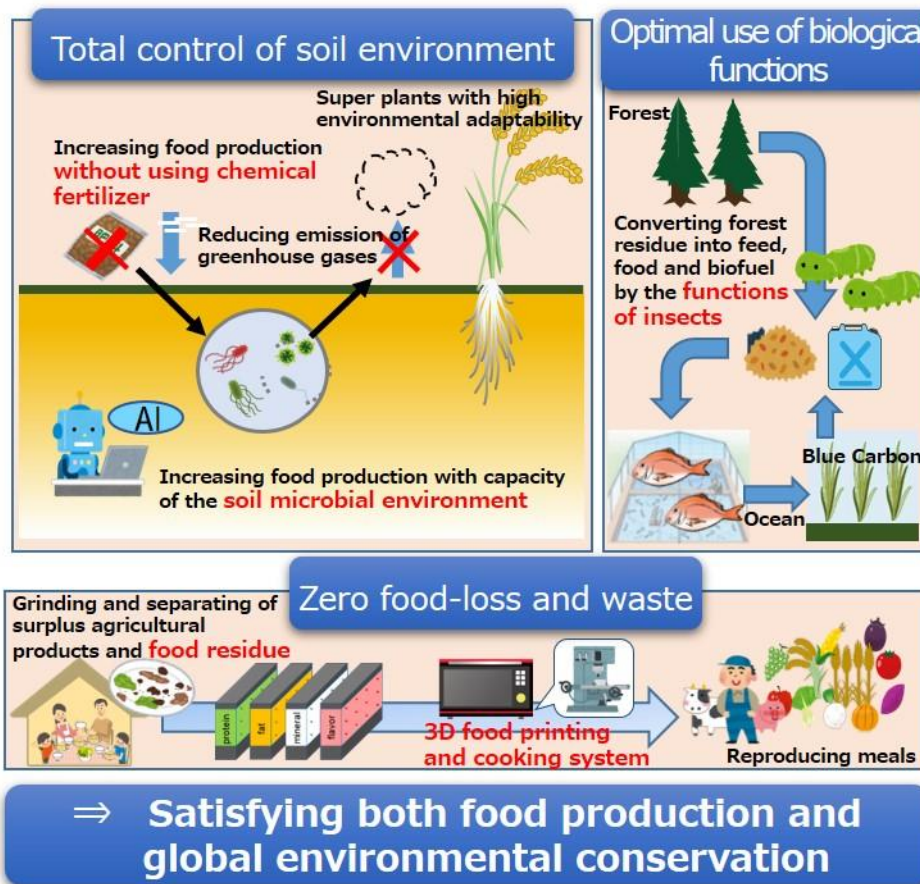 Total control of soil environment
Super plants with high
environmental adaptability
Increasing food production
without using chemical
fertilizer
Reducing emission of
greenhouse gases
AI
Increasing food production with capacity
of the soil microbial environment
Optimal use of biological
functions
Forest
Converting forest
residue into feed,
food and biofuel
by the functions
of insects
Blue Carbon
Ocean
Zero food-loss and waste
Grinding and separating of
surplus agricultural
products and food residue
protein
fat
mineral
flavor
3D food printing
and cooking system
Reproducing meals
⇒ Satisfying both food production and
global environmental conservation